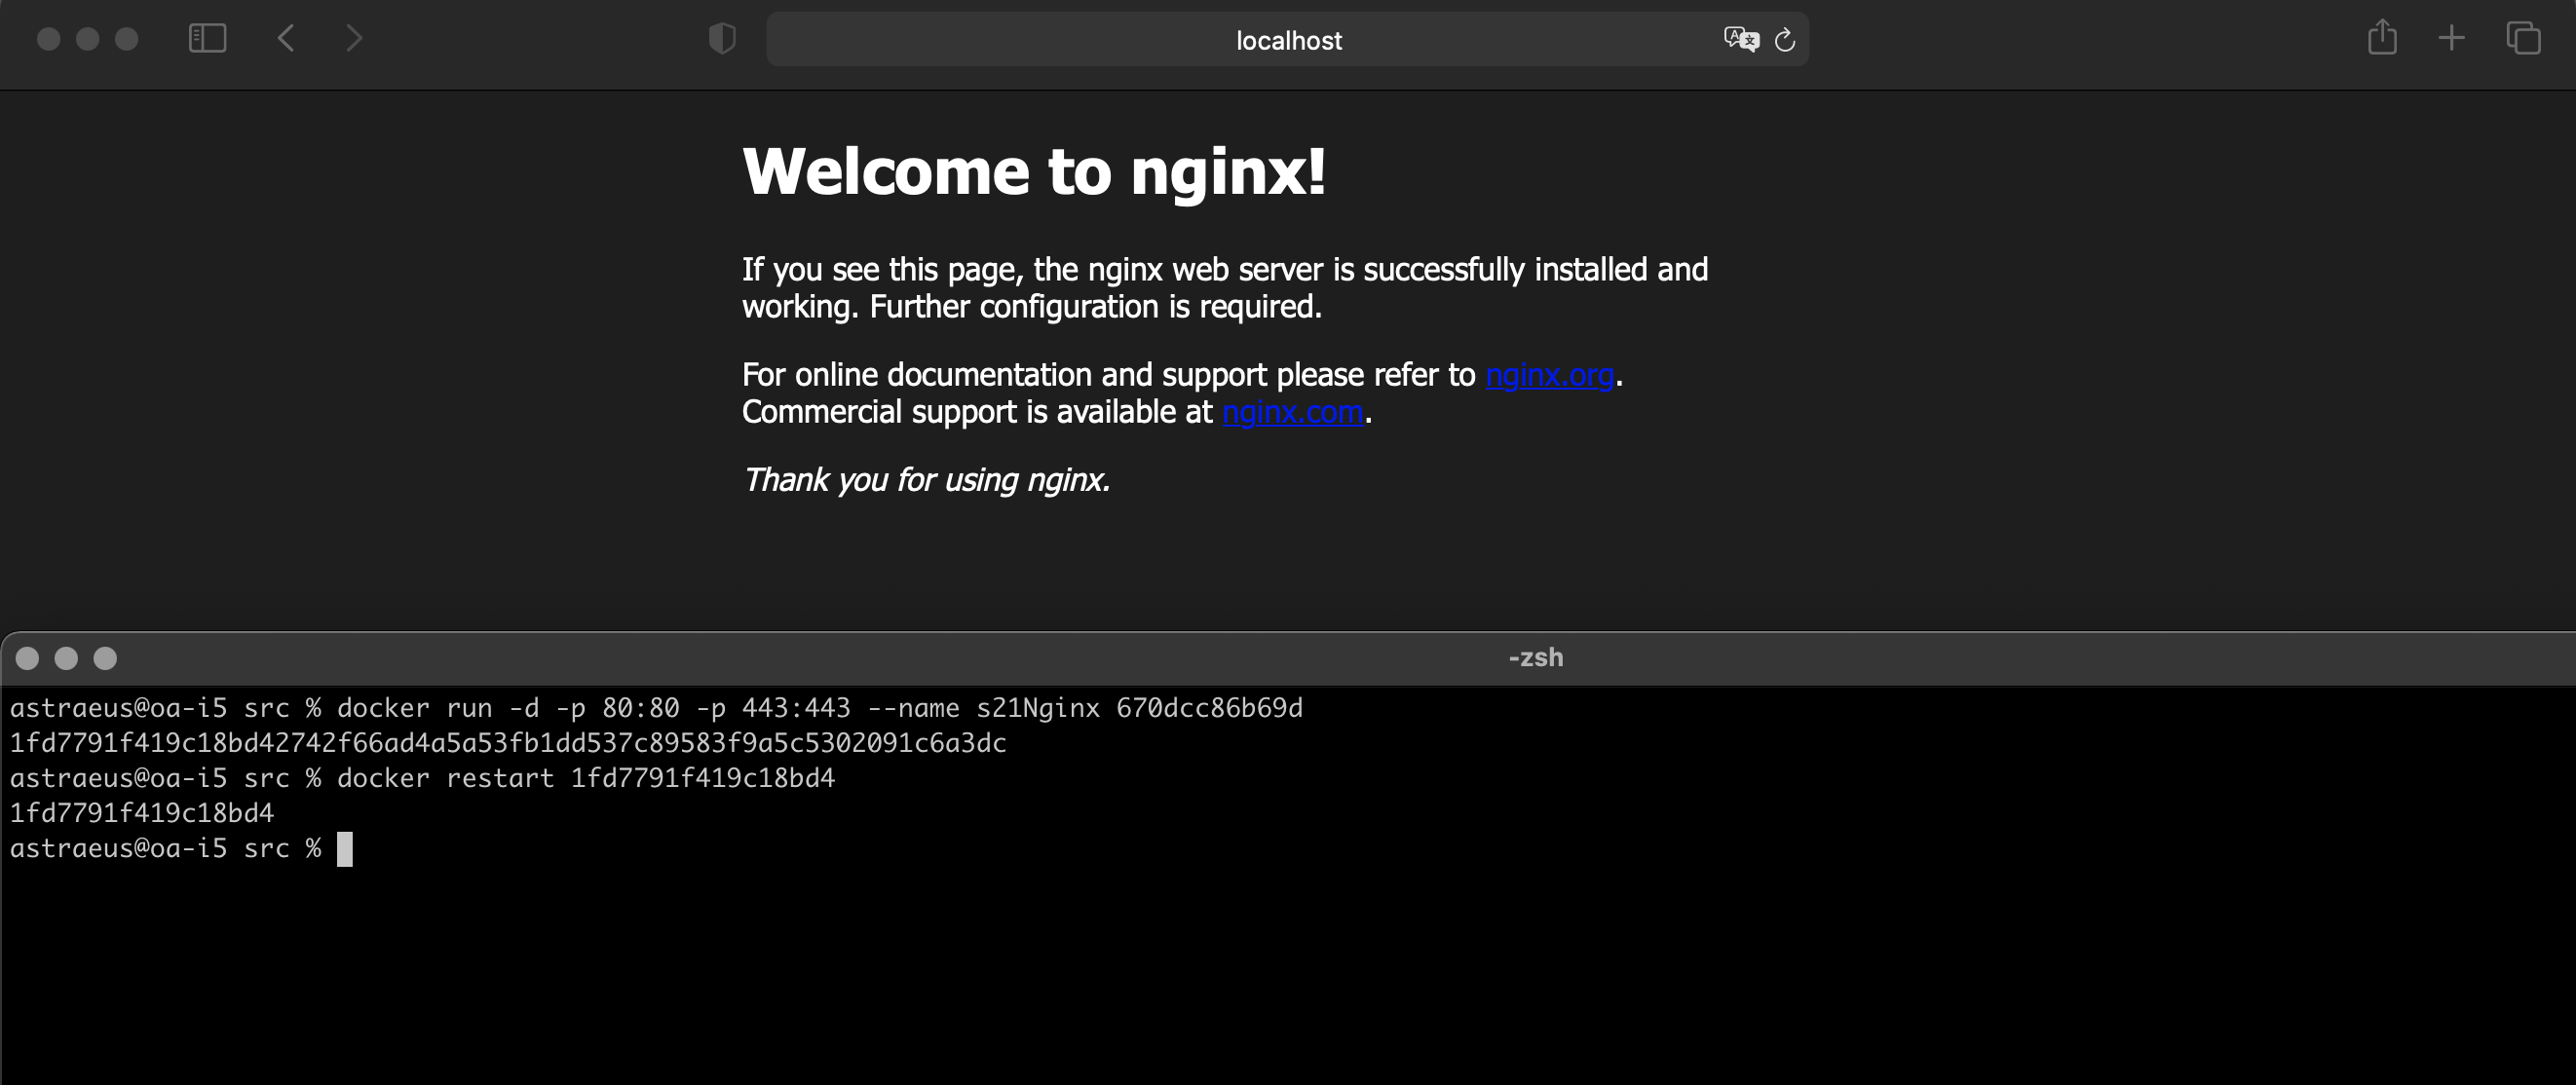 localhost
Welcome to nginx!
If you see this page, the nginx web server is successfully installed and
working. Further configuration is required.
For online documentation and support please refer to nginx.org.
Commercial support is available at nginx.com.
Thank you for using nginx.
-zsh
astraeus@oa-i5 src % docker run -d -p 80:80 -p 443:443 --name s21Nginx 670dcc86b69d
1fd7791f419c18bd42742f66ad4a5a53fb1dd537c89583f9a5c5302091c6a3dc
astraeus@oa-i5 src % docker restart 1fd7791f419c18bd4
1fd7791f419c18bd4
astraeus@oa-i5 src %